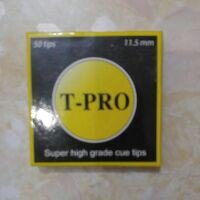 50 tips 11.5 mm
T-PRO
Super high grade cue tips